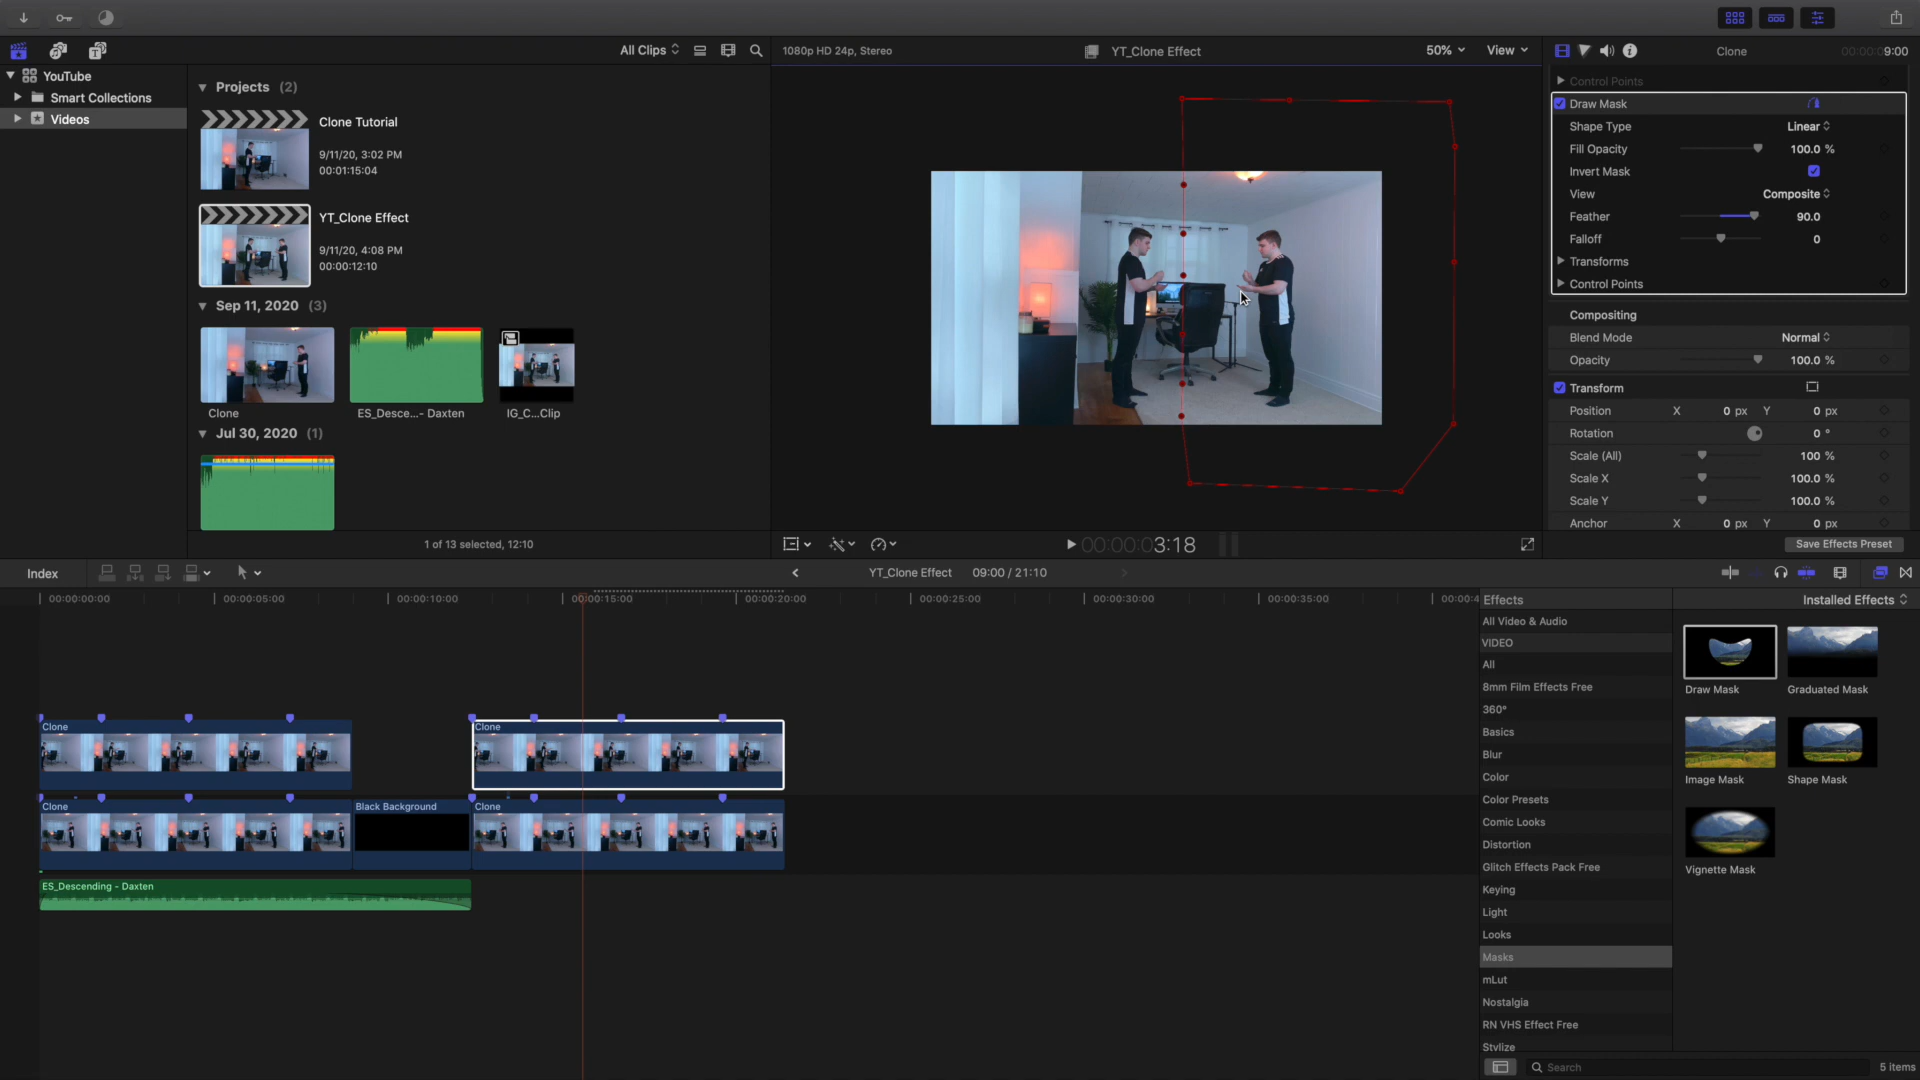 All Clips
1080p HD 24p, Stereo
YT_Clone Effect
50%
View
Clone
9:00
YouTube
Smart Collections
Videos
Projects (2)
Clone Tutorial
9/11/20, 3:02 PM
00:01:15:04
YT_Clone Effect
9/11/20, 4:08 PM
00:00:12:10
Sep 11, 2020 (3)
Clone
ES_Desce...- Daxten
IG_C...Clip
Jul 30, 2020 (1)
1 of 13 selected, 12:10
00:00:03:18
Control Points
Draw Mask
Shape Type
Linear
Fill Opacity
100.0 %
Invert Mask
View
Composite
Feather
90.0
Falloff
0
Transforms
Control Points
Compositing
Blend Mode
Normal
Opacity
100.0 %
Transform
Position X 0 px Y 0 px
Rotation
0 °
Scale (All)
100 %
Scale X
100.0 %
Scale Y
100.0 %
Anchor X 0 px Y 0 px
Save Effects Preset
Index
YT_Clone Effect
09:00 / 21:10
00:00:00:00
00:00:05:00
00:00:10:00
00:00:15:00
00:00:20:00
00:00:25:00
00:00:30:00
00:00:35:00
00:00:4
Clone
Clone
Clone
Black Background
Clone
ES_Descending - Daxten
Effects
Installed Effects
All Video & Audio
VIDEO
All
8mm Film Effects Free
360°
Basics
Blur
Color
Color Presets
Comic Looks
Distortion
Glitch Effects Pack Free
Keying
Light
Looks
Masks
mLut
Nostalgia
RN VHS Effect Free
Stylize
Draw Mask
Graduated Mask
Image Mask
Shape Mask
Vignette Mask
Search
5 items